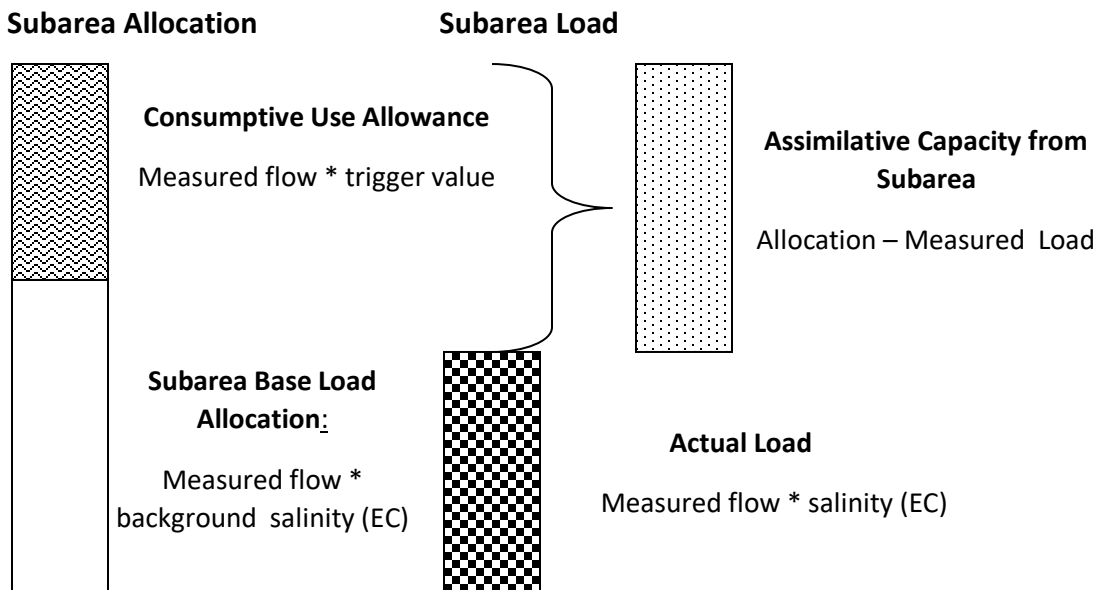 Subarea Allocation
Subarea Load
Consumptive Use Allowance
Measured flow * trigger value
Assimilative Capacity from
Subarea
Allocation – Measured Load
Subarea Base Load
Allocation:
Measured flow *
background salinity (EC)
Actual Load
Measured flow * salinity (EC)